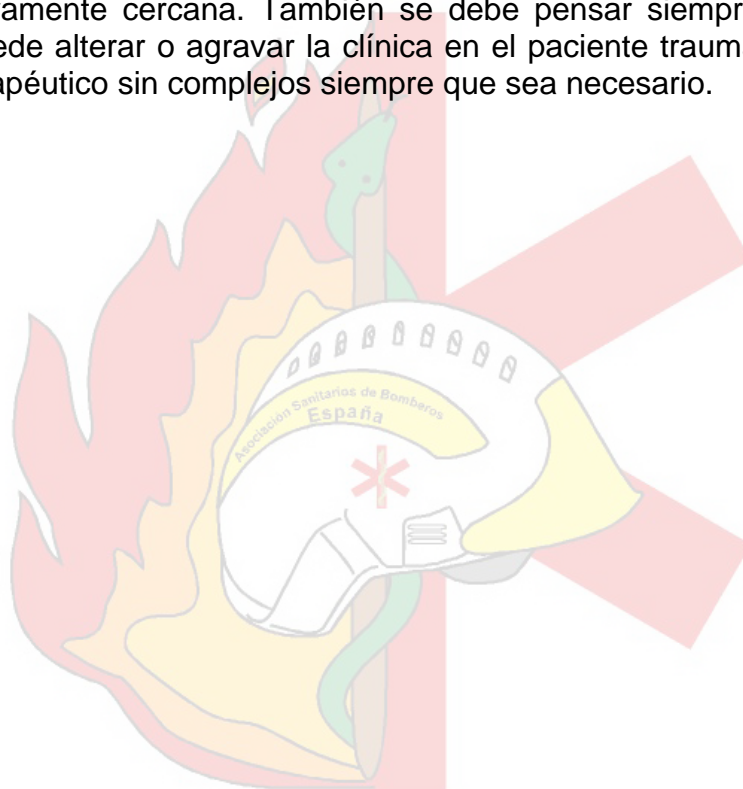 vamente cercana. También se debe pensar siempr
ede alterar o agravar la clínica en el paciente traum
apéutico sin complejos siempre que sea necesario.
Asociación Sanitarios de Bomberos
España